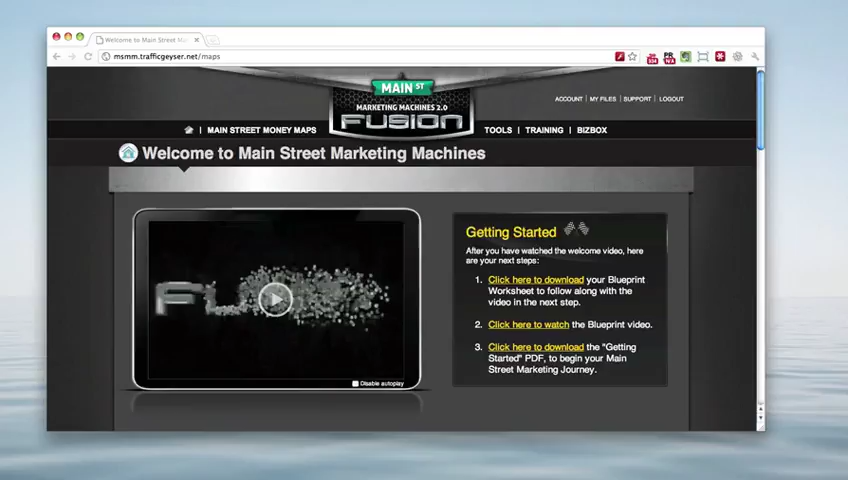 Welcome to Main Street Ma
msmm.trafficgeyser.net/maps
MAIN ST
MARKETING MACHINES 2.0
FUSION
ACCOUNT | MY FILES | SUPPORT | LOGOUT
| MAIN STREET MONEY MAPS
TOOLS | TRAINING | BIZBOX
Welcome to Main Street Marketing Machines
FU
Disable autoplay
Getting Started
After you have watched the welcome video, here
are your next steps:
1. Click here to download your Blueprint
Worksheet to follow along with the
video in the next step.
2. Click here to watch the Blueprint video.
3. Click here to download the "Getting
Started" PDF, to begin your Main
Street Marketing Journey.